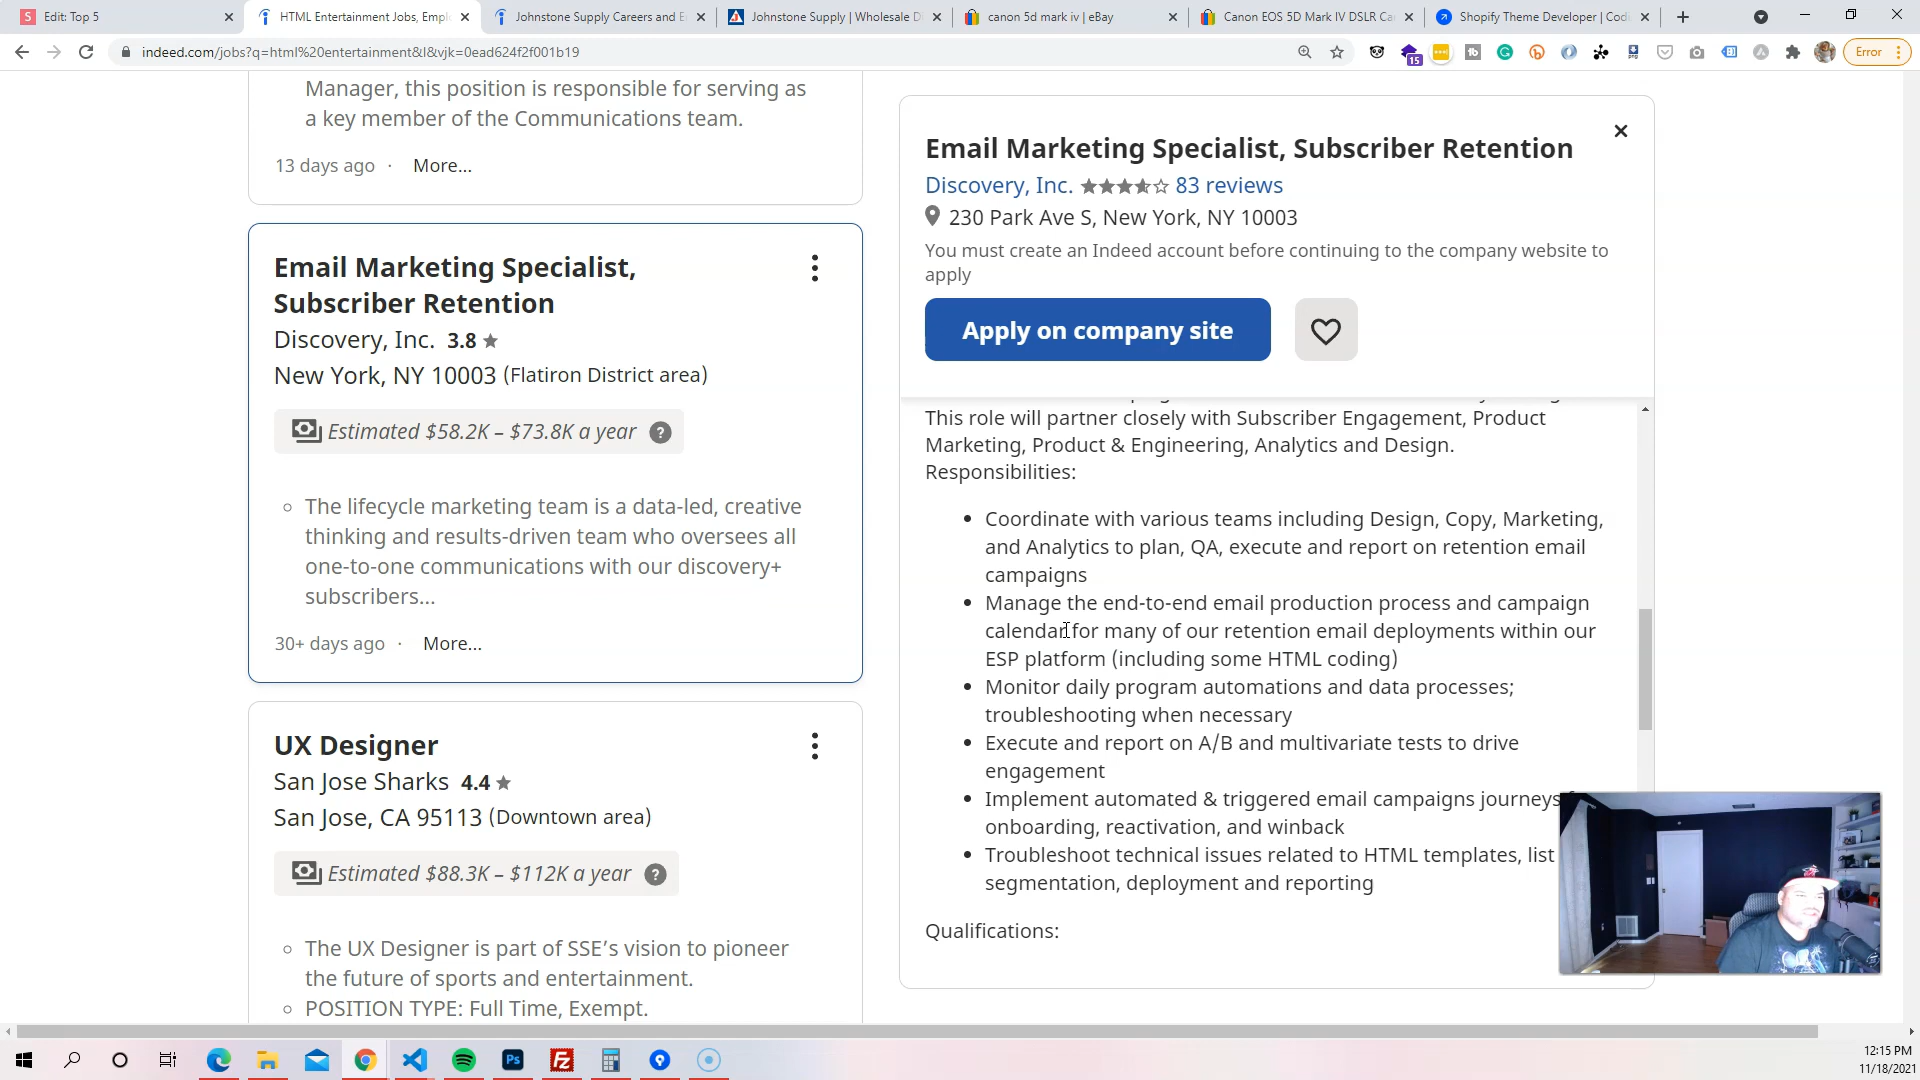 Edit: Top 5
HTML Entertainment Jobs, Emplo
Johnstone Supply Careers and E
Johnstone Supply | Wholesale D
canon 5d mark iv | eBay
Canon EOS 5D Mark IV DSLR Ca
Shopify Theme Developer | Codi
indeed.com/jobs?q=html%20entertainment&l&vjk=0ead624f2f001b19
15
Error
Manager, this position is responsible for serving as
a key member of the Communications team.
13 days ago · More...
Email Marketing Specialist,
Subscriber Retention
Discovery, Inc. 3.8
New York, NY 10003 (Flatiron District area)
Estimated $58.2K – $73.8K a year ?
The lifecycle marketing team is a data-led, creative
thinking and results-driven team who oversees all
one-to-one communications with our discovery+
subscribers...
30+ days ago · More...
UX Designer
San Jose Sharks 4.4
San Jose, CA 95113 (Downtown area)
Estimated $88.3K – $112K a year ?
The UX Designer is part of SSE’s vision to pioneer
the future of sports and entertainment.
POSITION TYPE: Full Time, Exempt.
Email Marketing Specialist, Subscriber Retention
Discovery, Inc. 83 reviews
230 Park Ave S, New York, NY 10003
You must create an Indeed account before continuing to the company website to
apply
Apply on company site
This role will partner closely with Subscriber Engagement, Product
Marketing, Product & Engineering, Analytics and Design.
Responsibilities:
Coordinate with various teams including Design, Copy, Marketing,
and Analytics to plan, QA, execute and report on retention email
campaigns
Manage the end-to-end email production process and campaign
calendar for many of our retention email deployments within our
ESP platform (including some HTML coding)
Monitor daily program automations and data processes;
troubleshooting when necessary
Execute and report on A/B and multivariate tests to drive
engagement
Implement automated & triggered email campaigns journeys
onboarding, reactivation, and winback
Troubleshoot technical issues related to HTML templates, list
segmentation, deployment and reporting
Qualifications:
Ps
12:15 PM
11/18/2021